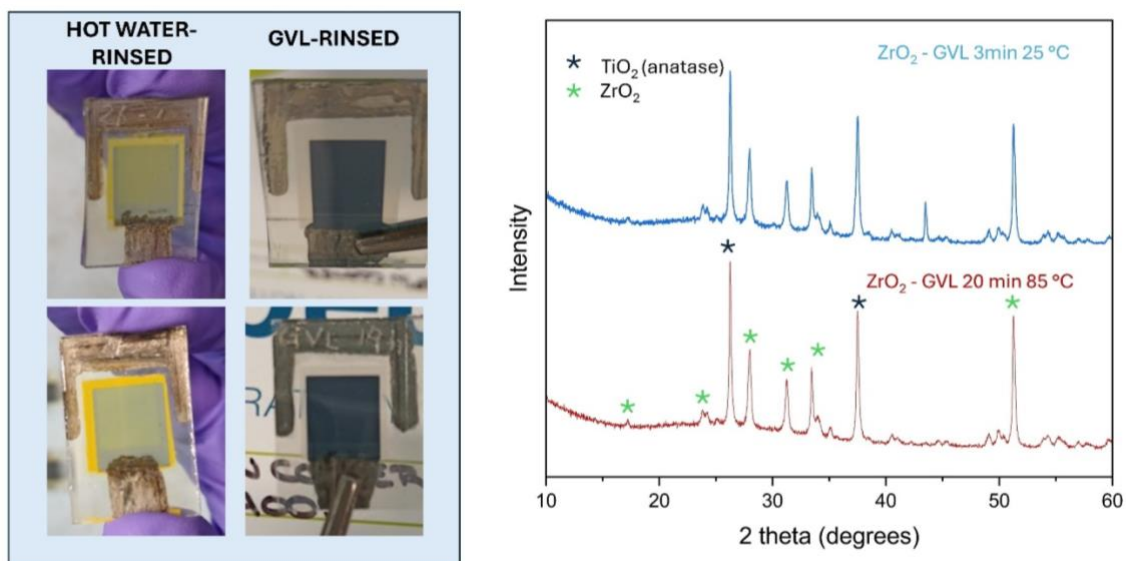 HOT WATER-
RINSED
GVL-RINSED
TiO₂ (anatase)
ZrO₂
ZrO₂ - GVL 3min 25 °C
ZrO₂ - GVL 20 min 85 °C
Intensity
10 20 30 40 50 60
2 theta (degrees)